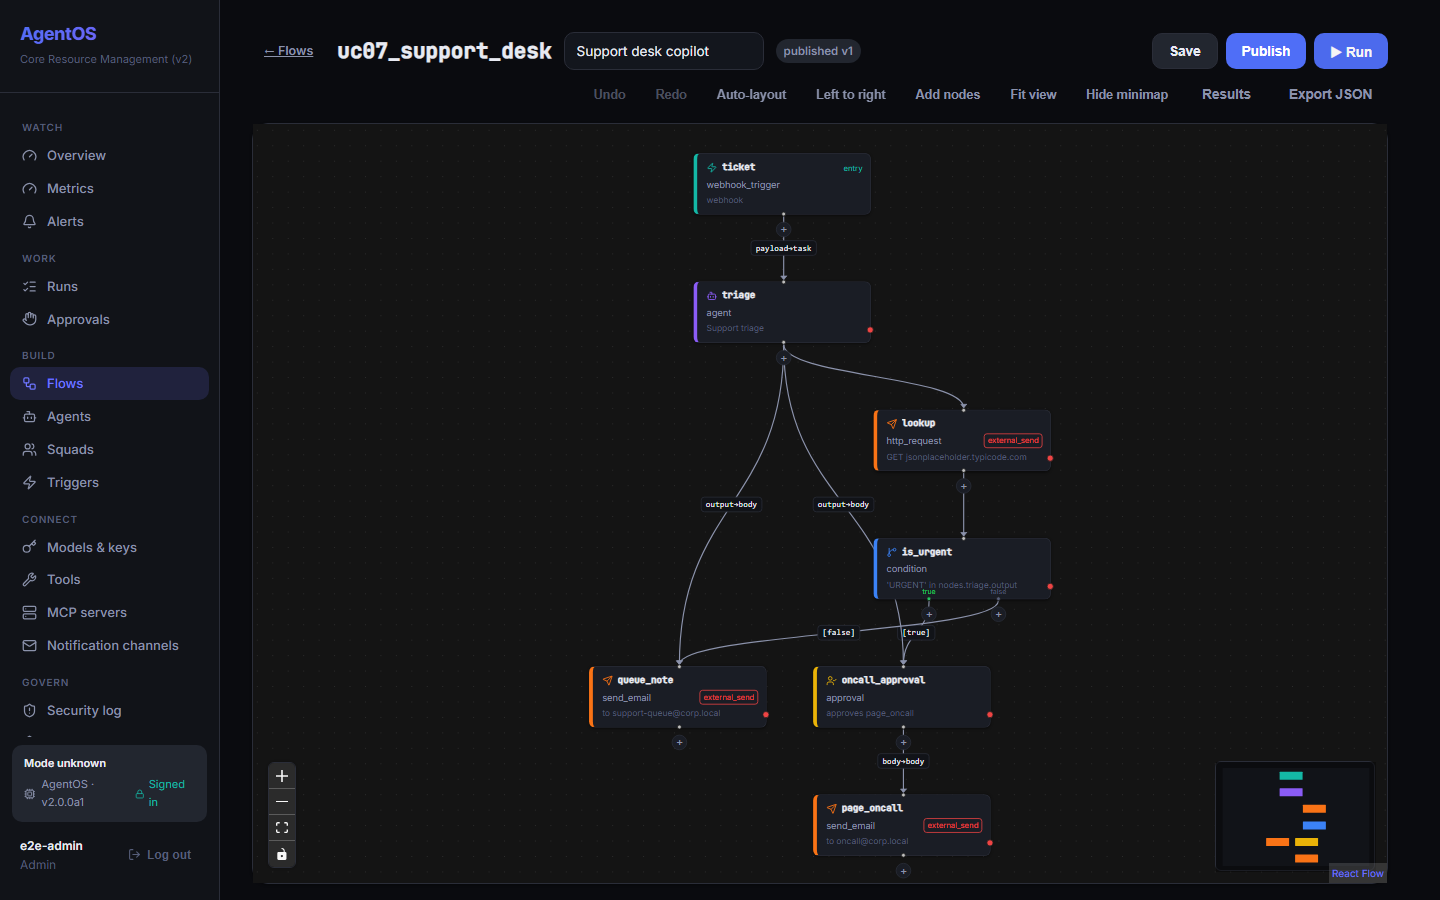 AgentOS
Core Resource Management (v2)
WATCH
Overview
Metrics
Alerts
WORK
Runs
Approvals
BUILD
Flows
Agents
Squads
Triggers
CONNECT
Models & keys
Tools
MCP servers
Notification channels
GOVERN
Security log
Mode unknown
AgentOS · v2.0.0a1
Signed in
e2e-admin
Admin
Log out
← Flows
uc07_support_desk
Support desk copilot
published v1
Save
Publish
▶ Run
Undo
Redo
Auto-layout
Left to right
Add nodes
Fit view
Hide minimap
Results
Export JSON
ticket
entry
webhook_trigger
webhook
payload→task
triage
agent
Support triage
lookup
http_request
external_send
GET jsonplaceholder.typicode.com
output→body
output→body
is_urgent
condition
'URGENT' in nodes.triage.output
true
false
[false]
[true]
queue_note
send_email
external_send
to support-queue@corp.local
oncall_approval
approval
approves page_oncall
body→body
page_oncall
send_email
external_send
to oncall@corp.local
React Flow